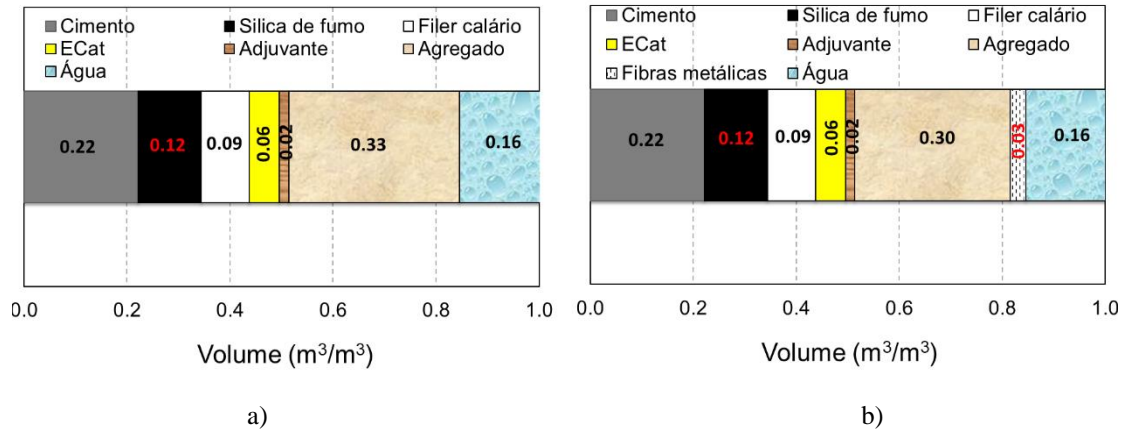 Cimento Silica de fumo Filer calário
ECat Adjuvante Agregado
Água
0.22 0.12 0.09 0.06 0.02 0.33 0.16
0.0 0.2 0.4 0.6 0.8 1.0
Volume (m³/m³)
a)
Cimento Silica de fumo Filer calário
ECat Adjuvante Agregado
Fibras metálicas Água
0.22 0.12 0.09 0.06 0.02 0.30 0.03 0.16
0.0 0.2 0.4 0.6 0.8 1.0
Volume (m³/m³)
b)